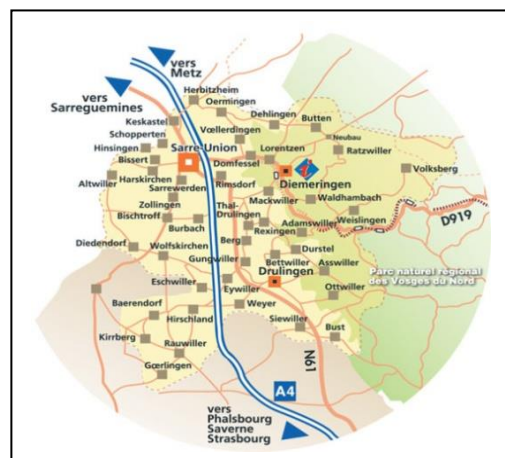 vers
Metz
vers
Sarreguemines
Herbitzheim
Oermingen
Keskastel
Dehlingen
Butten
Schopperten
Vœllerdingen
Neubau
Hinsingen
Sarre-Union
Lorentzen
Ratzwiller
Bissert
Domfessel
Volksberg
Altwiller
Harskirchen
Rimsdorf
Diemeringen
Sarrewerden
Mackwiller
Waldhambach
Zollingen
Thal-
Drulingen
Weislingen
Bischtroff
Adamswiller
D919
Burbach
Rexingen
Diedendorf
Berg
Durstel
Wolfskirchen
Bettwiller
Gungwiller
Asswiller
Drulingen
Parc naturel régional
des Vosges du Nord
Eschwiller
Eywiller
Ottwiller
Baerendorf
Weyer
Hirschland
Siewiller
Bust
Kirrberg
Rauwiller
N61
Gœrlingen
A4
vers
Phalsbourg
Saverne
Strasbourg